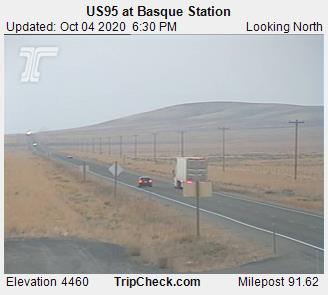 US95 at Basque Station
Updated: Oct 04 2020 6:30 PM Looking North
Elevation 4460 TripCheck.com Milepost 91.62